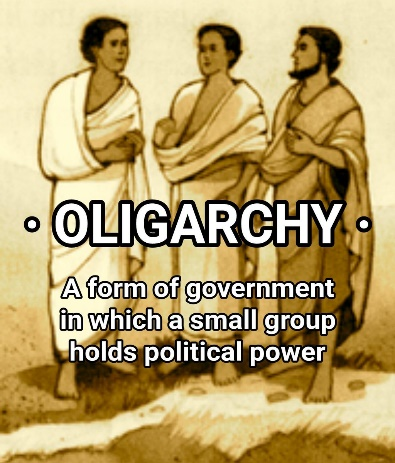 • OLIGARCHY •
A form of government
in which a small group
holds political power